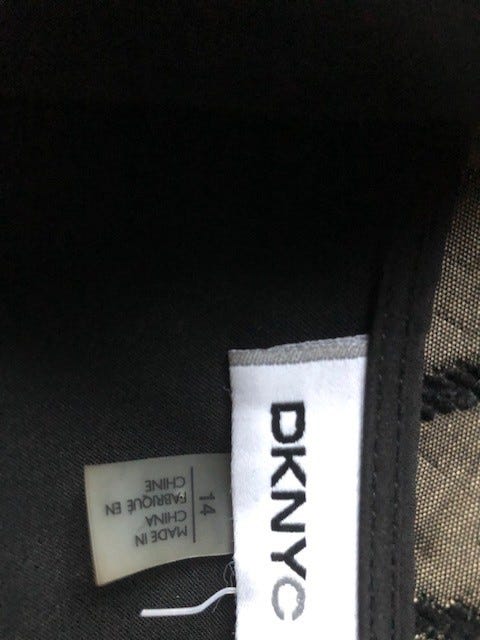 DKNYC
14
MADE IN
CHINA
FABRIQUÉ EN
CHINE